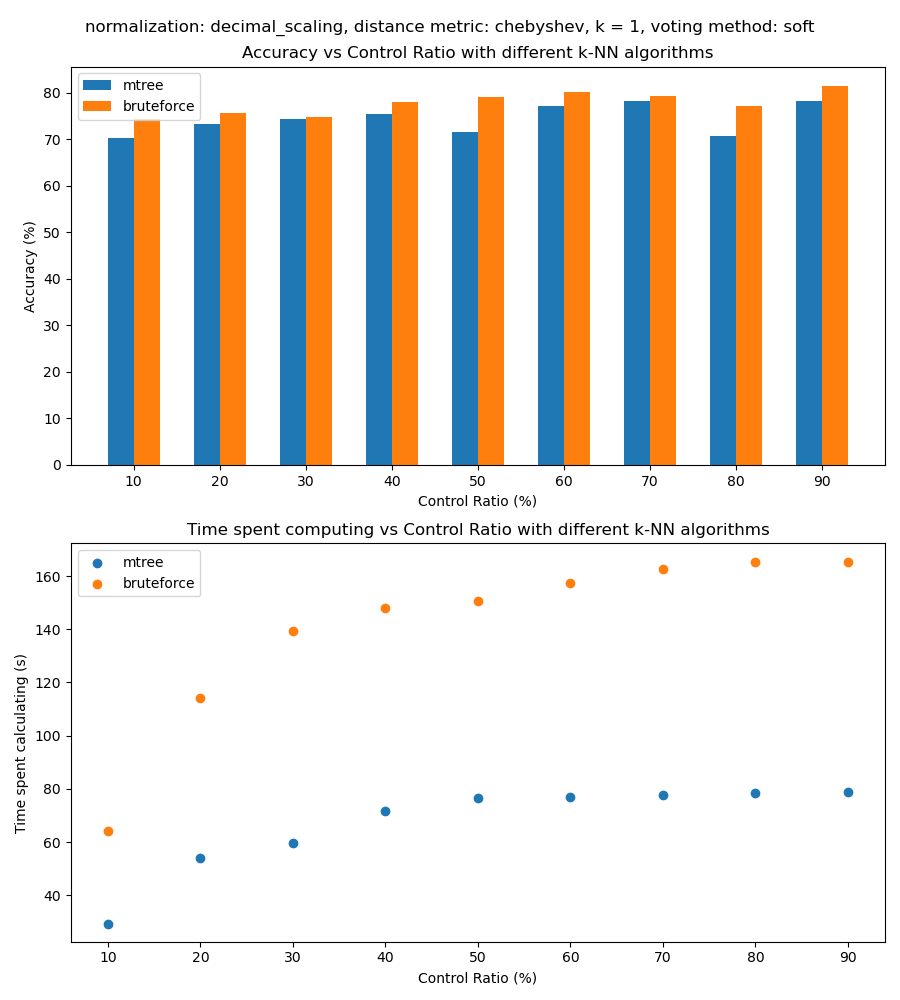 normalization: decimal_scaling, distance metric: chebyshev, k = 1, voting method: soft
Accuracy vs Control Ratio with different k-NN algorithms
mtree
bruteforce
80
70
60
50
40
30
20
10
0
Accuracy (%)
10 20 30 40 50 60 70 80 90
Control Ratio (%)
Time spent computing vs Control Ratio with different k-NN algorithms
mtree
bruteforce
160
140
120
100
80
60
40
Time spent calculating (s)
10 20 30 40 50 60 70 80 90
Control Ratio (%)